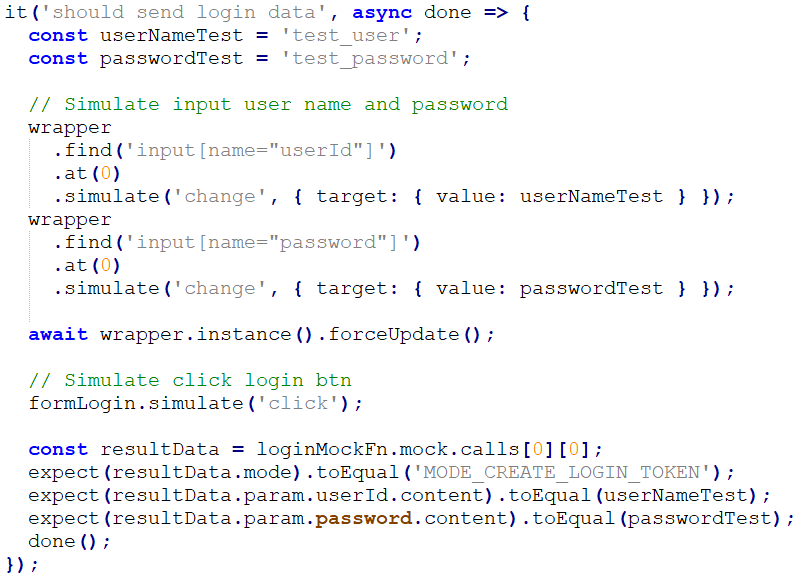 it('should send login data', async done => {
  const userNameTest = 'test_user';
  const passwordTest = 'test_password';

  // Simulate input user name and password
  wrapper
    .find('input[name="userId"]')
    .at(0)
    .simulate('change', { target: { value: userNameTest } });
  wrapper
    .find('input[name="password"]')
    .at(0)
    .simulate('change', { target: { value: passwordTest } });

  await wrapper.instance().forceUpdate();

  // Simulate click login btn
  formLogin.simulate('click');

  const resultData = loginMockFn.mock.calls[0][0];
  expect(resultData.mode).toEqual('MODE_CREATE_LOGIN_TOKEN');
  expect(resultData.param.userId.content).toEqual(userNameTest);
  expect(resultData.param.password.content).toEqual(passwordTest);
  done();
});